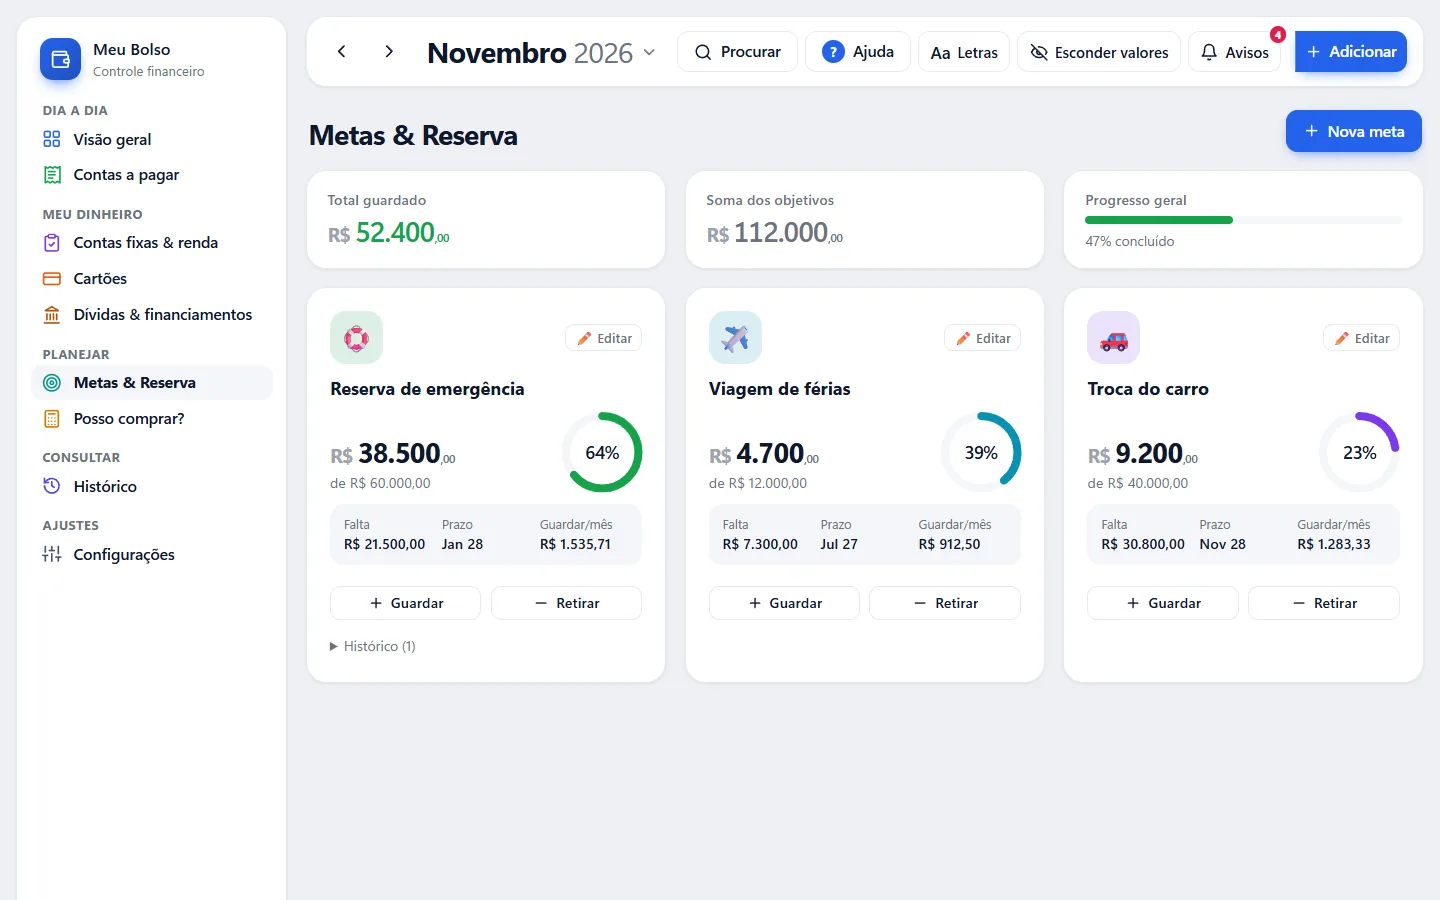 Meu Bolso
Controle financeiro
DIA A DIA
Visão geral
Contas a pagar
MEU DINHEIRO
Contas fixas & renda
Cartões
Dívidas & financiamentos
PLANEJAR
Metas & Reserva
Posso comprar?
CONSULTAR
Histórico
AJUSTES
Configurações
Novembro 2026
Procurar
? Ajuda
Aa Letras
Esconder valores
Avisos 4
+ Adicionar
Metas & Reserva
+ Nova meta
Total guardado
R$ 52.400,00
Soma dos objetivos
R$ 112.000,00
Progresso geral
47% concluído
Editar
Reserva de emergência
R$ 38.500,00
de R$ 60.000,00
64%
Falta Prazo Guardar/mês
R$ 21.500,00 Jan 28 R$ 1.535,71
+ Guardar — Retirar
▶ Histórico (1)
Editar
Viagem de férias
R$ 4.700,00
de R$ 12.000,00
39%
Falta Prazo Guardar/mês
R$ 7.300,00 Jul 27 R$ 912,50
+ Guardar — Retirar
Editar
Troca do carro
R$ 9.200,00
de R$ 40.000,00
23%
Falta Prazo Guardar/mês
R$ 30.800,00 Nov 28 R$ 1.283,33
+ Guardar — Retirar